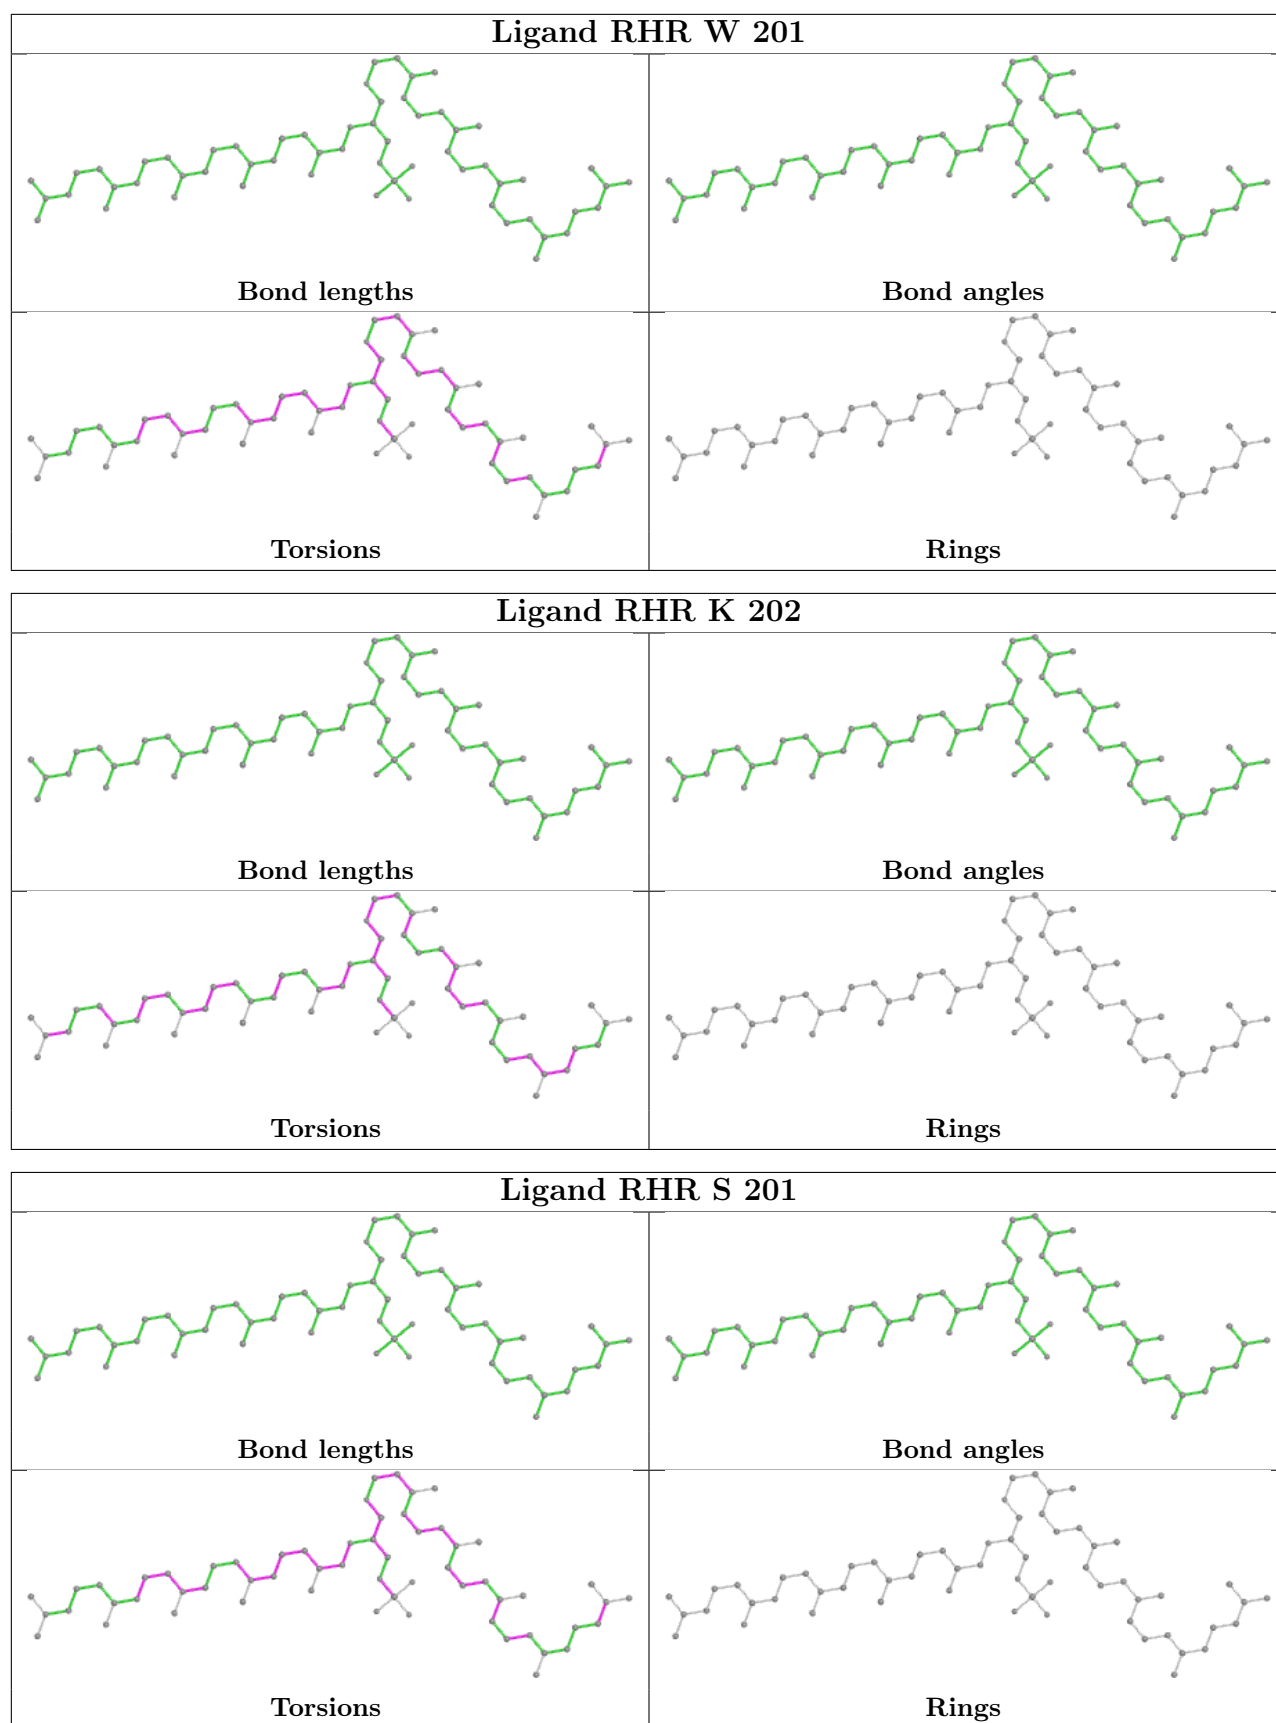 Ligand RHR W 201
Bond lengths
Bond angles
Torsions
Rings
Ligand RHR K 202
Bond lengths
Bond angles
Torsions
Rings
Ligand RHR S 201
Bond lengths
Bond angles
Torsions
Rings